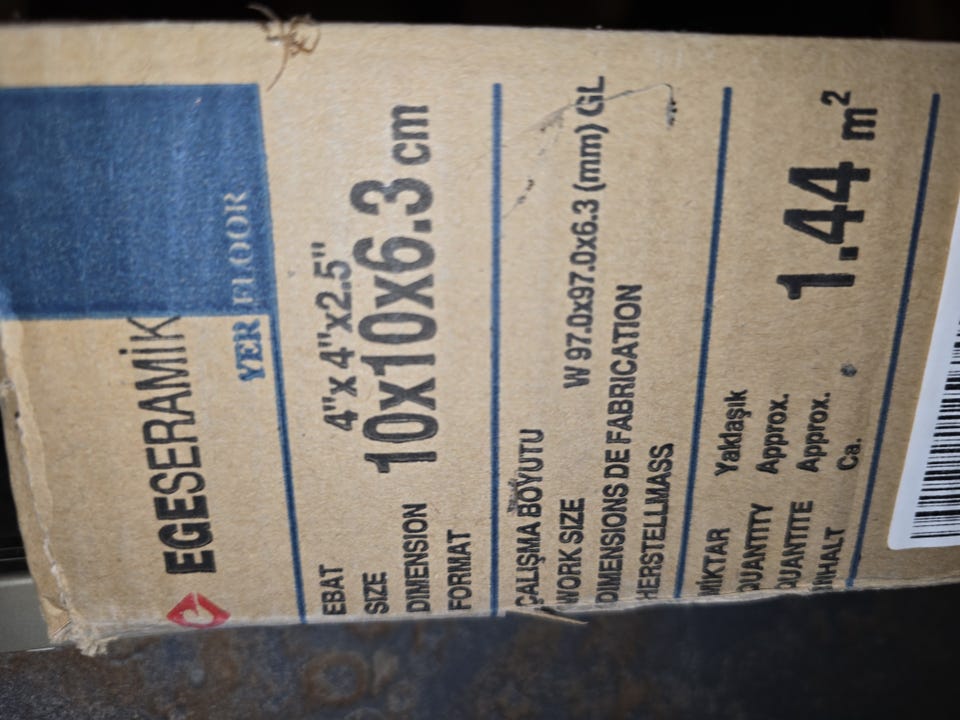 EGESERAMİK
YER FLOOR
EBAT
SIZE
DIMENSION
FORMAT
4"x 4"x2.5"
10x10x6.3 cm
ÇALIŞMA BOYUTU
WORK SIZE
DIMENSIONS DE FABRICATION
HERSTELLMASS
W 97.0x97.0x6.3 (mm) GL
MİKTAR Yaklaşık
QUANTITY Approx.
QUANTITE Approx.
INHALT Ca.
1.44 m²